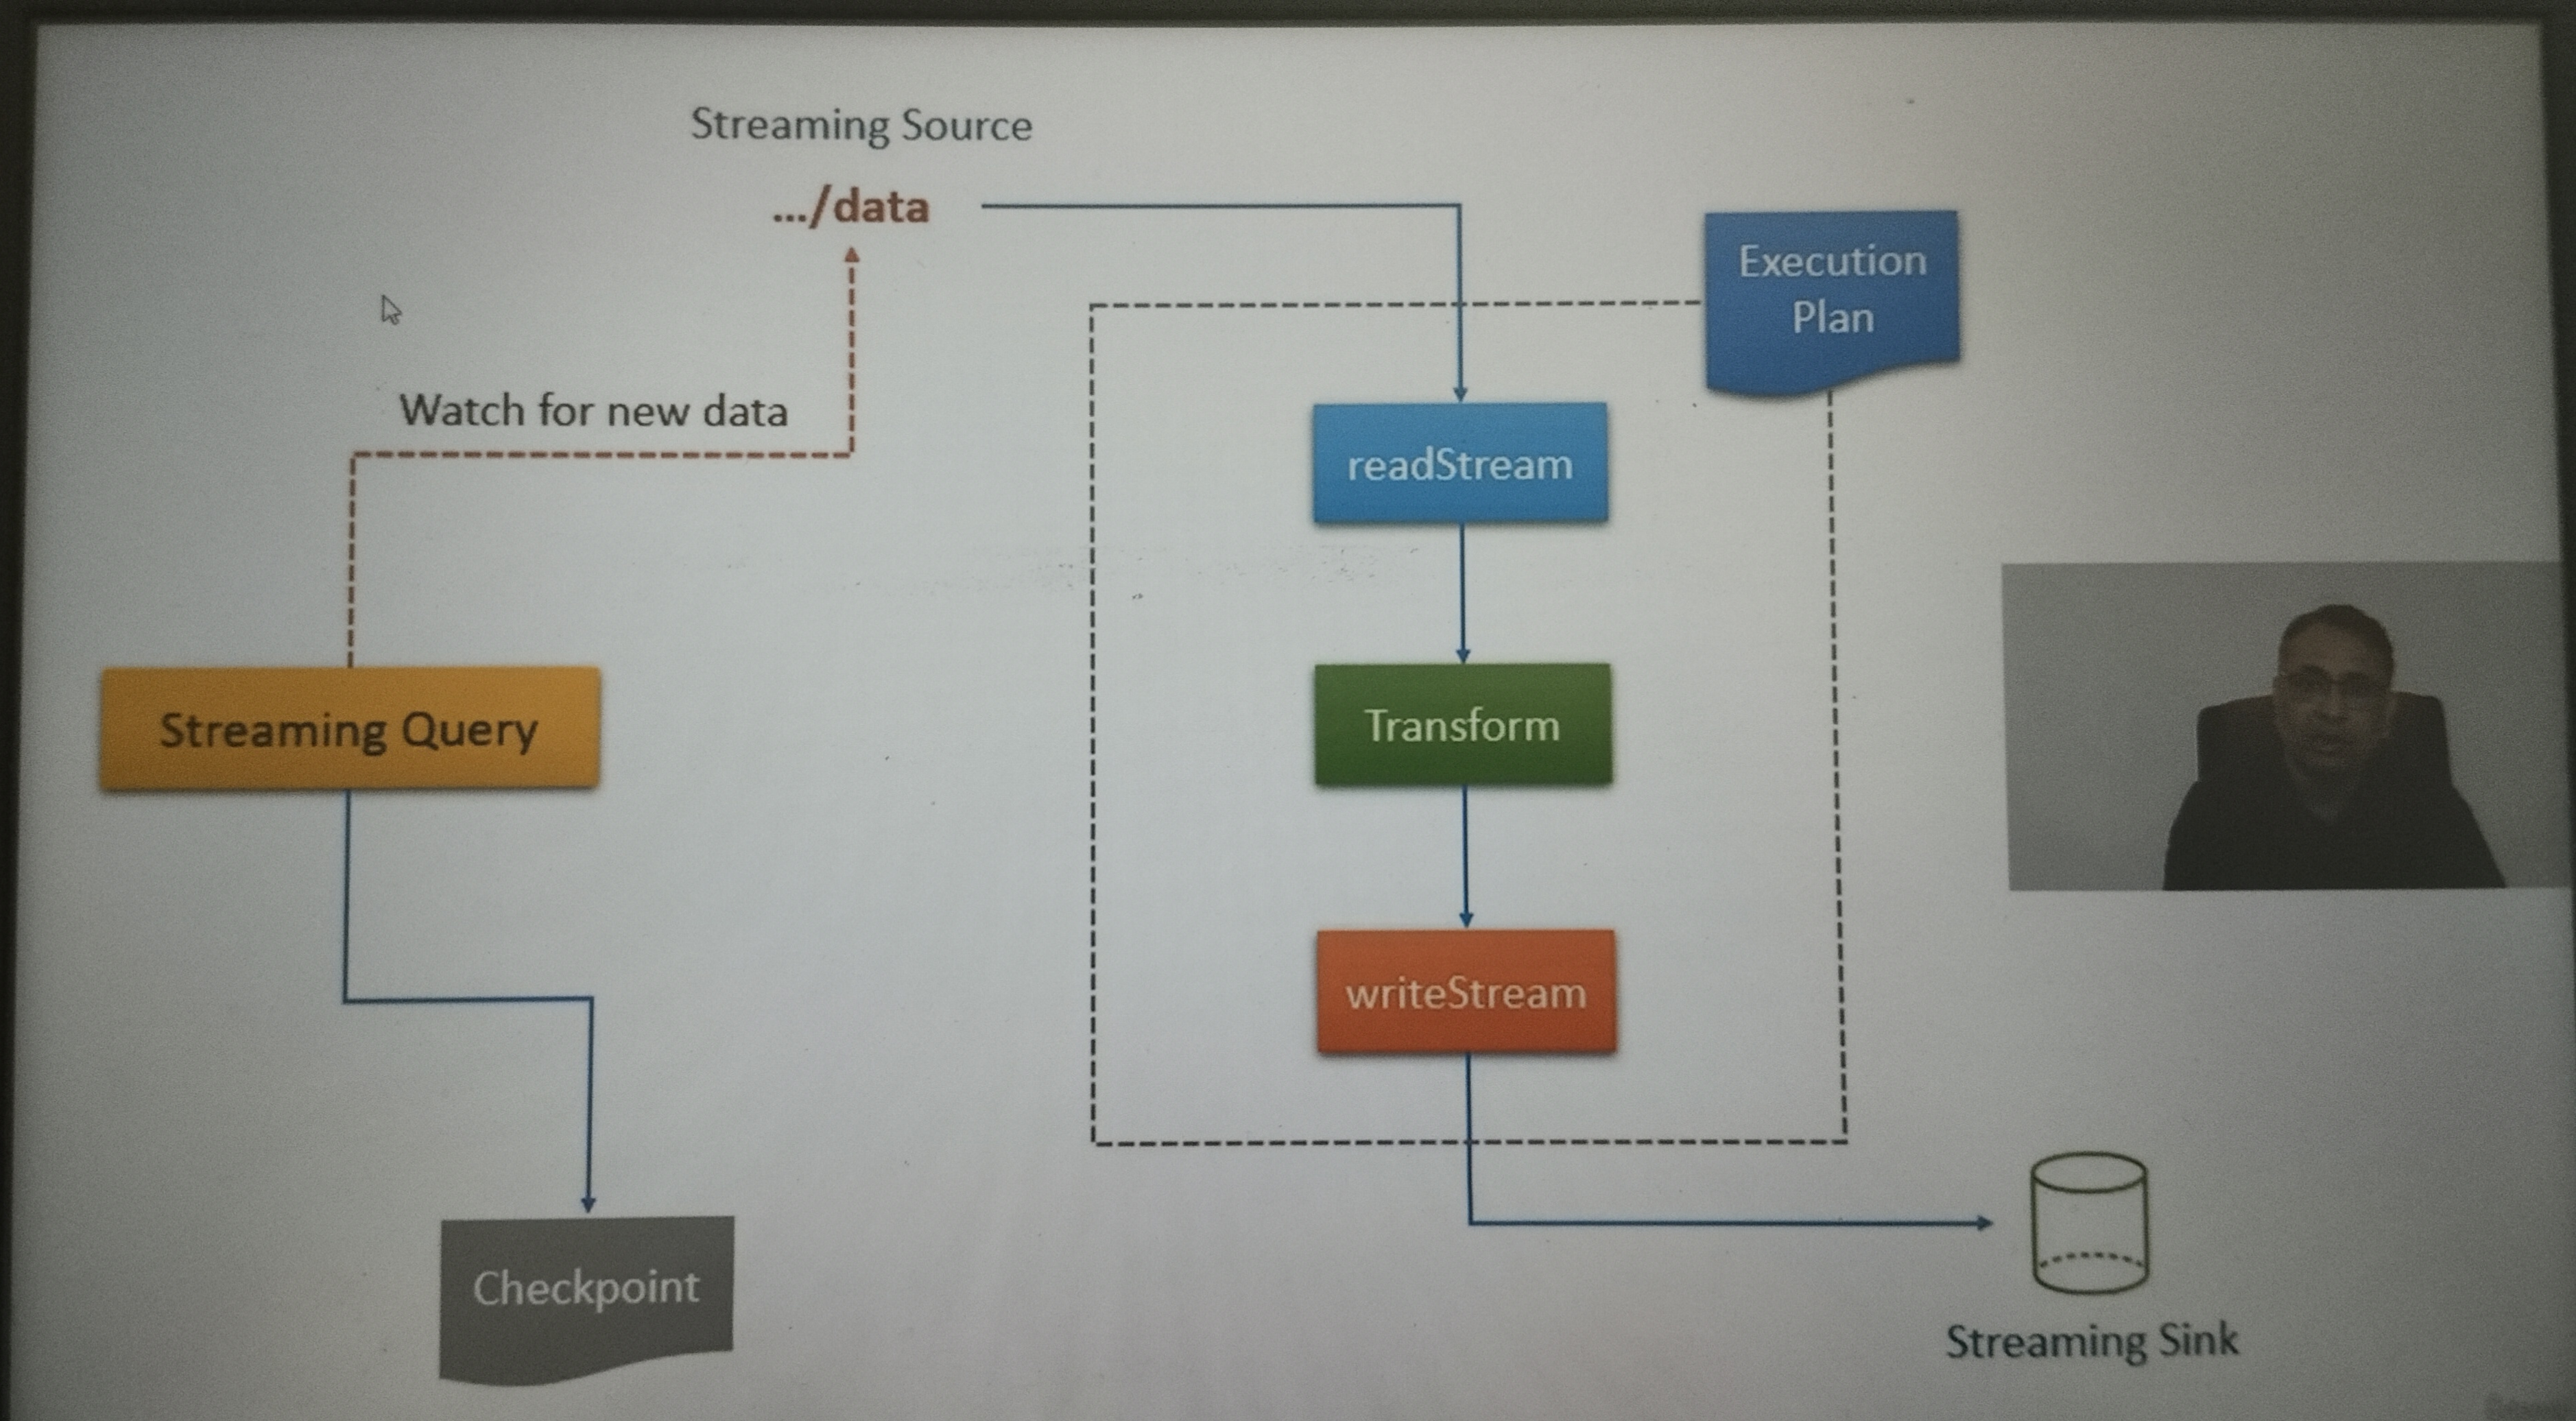 Streaming Source
.../data
Execution
Plan
Watch for new data
readStream
Streaming Query
Transform
writeStream
Checkpoint
Streaming Sink